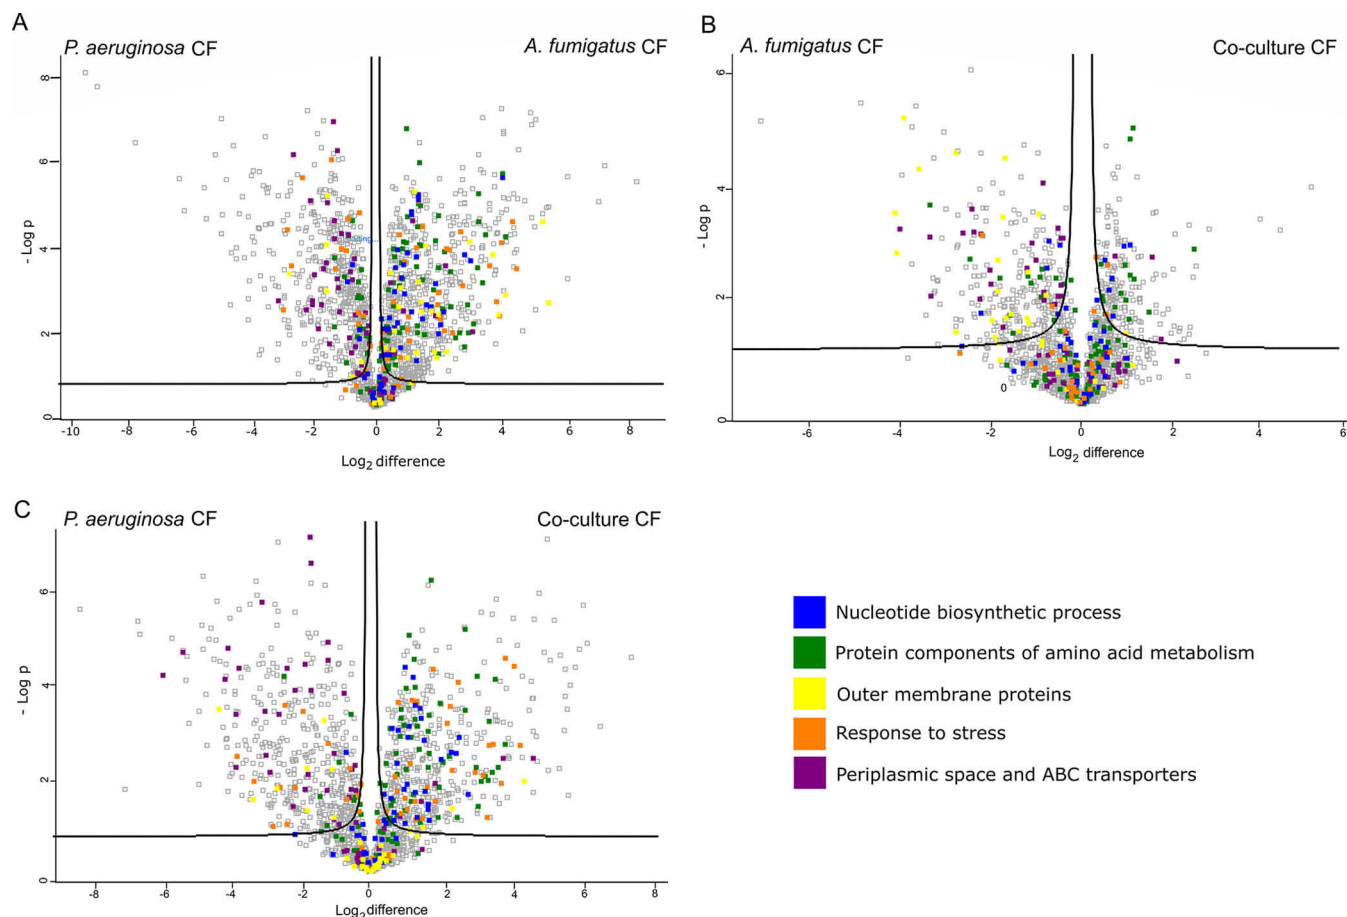 A
P. aeruginosa CF
A. fumigatus CF
- Log p
8
6
4
2
0
-10
-8
-6
-4
-2
0
2
4
6
8
Log2 difference
B
A. fumigatus CF
Co-culture CF
- Log p
6
4
2
0
0
-6
-4
-2
0
2
4
6
Log2 difference
C
P. aeruginosa CF
Co-culture CF
- Log p
6
4
2
0
-8
-6
-4
-2
0
2
4
6
8
Log2 difference
Nucleotide biosynthetic process
Protein components of amino acid metabolism
Outer membrane proteins
Response to stress
Periplasmic space and ABC transporters